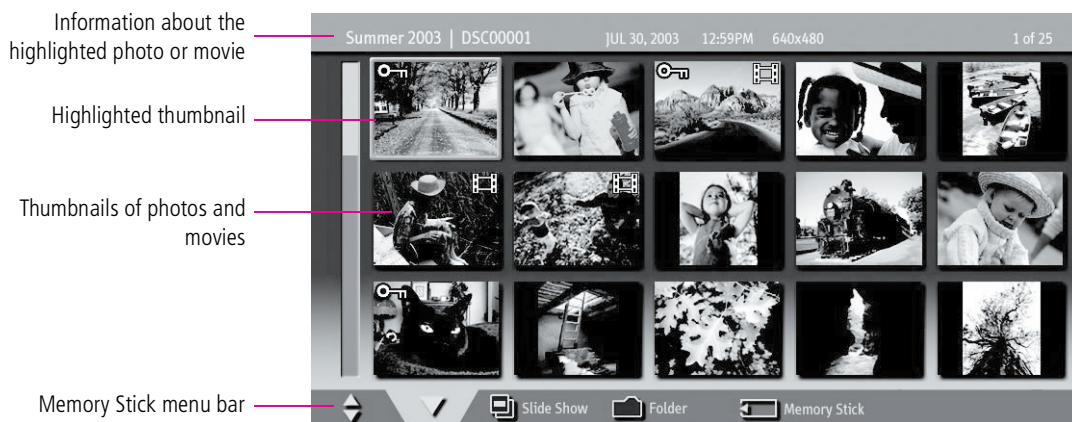 Information about the
highlighted photo or movie
Summer 2003 | DSC00001 JUL 30, 2003 12:59PM 640x480 1 of 25
Highlighted thumbnail
Thumbnails of photos and
movies
Memory Stick menu bar
Slide Show Folder Memory Stick